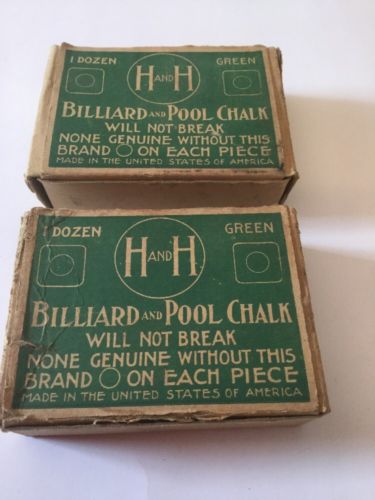 1 DOZEN GREEN
H AND H
BILLIARD AND POOL CHALK
WILL NOT BREAK
NONE GENUINE WITHOUT THIS
BRAND ON EACH PIECE
MADE IN THE UNITED STATES OF AMERICA
1 DOZEN GREEN
H AND H
BILLIARD AND POOL CHALK
WILL NOT BREAK
NONE GENUINE WITHOUT THIS
BRAND ON EACH PIECE
MADE IN THE UNITED STATES OF AMERICA